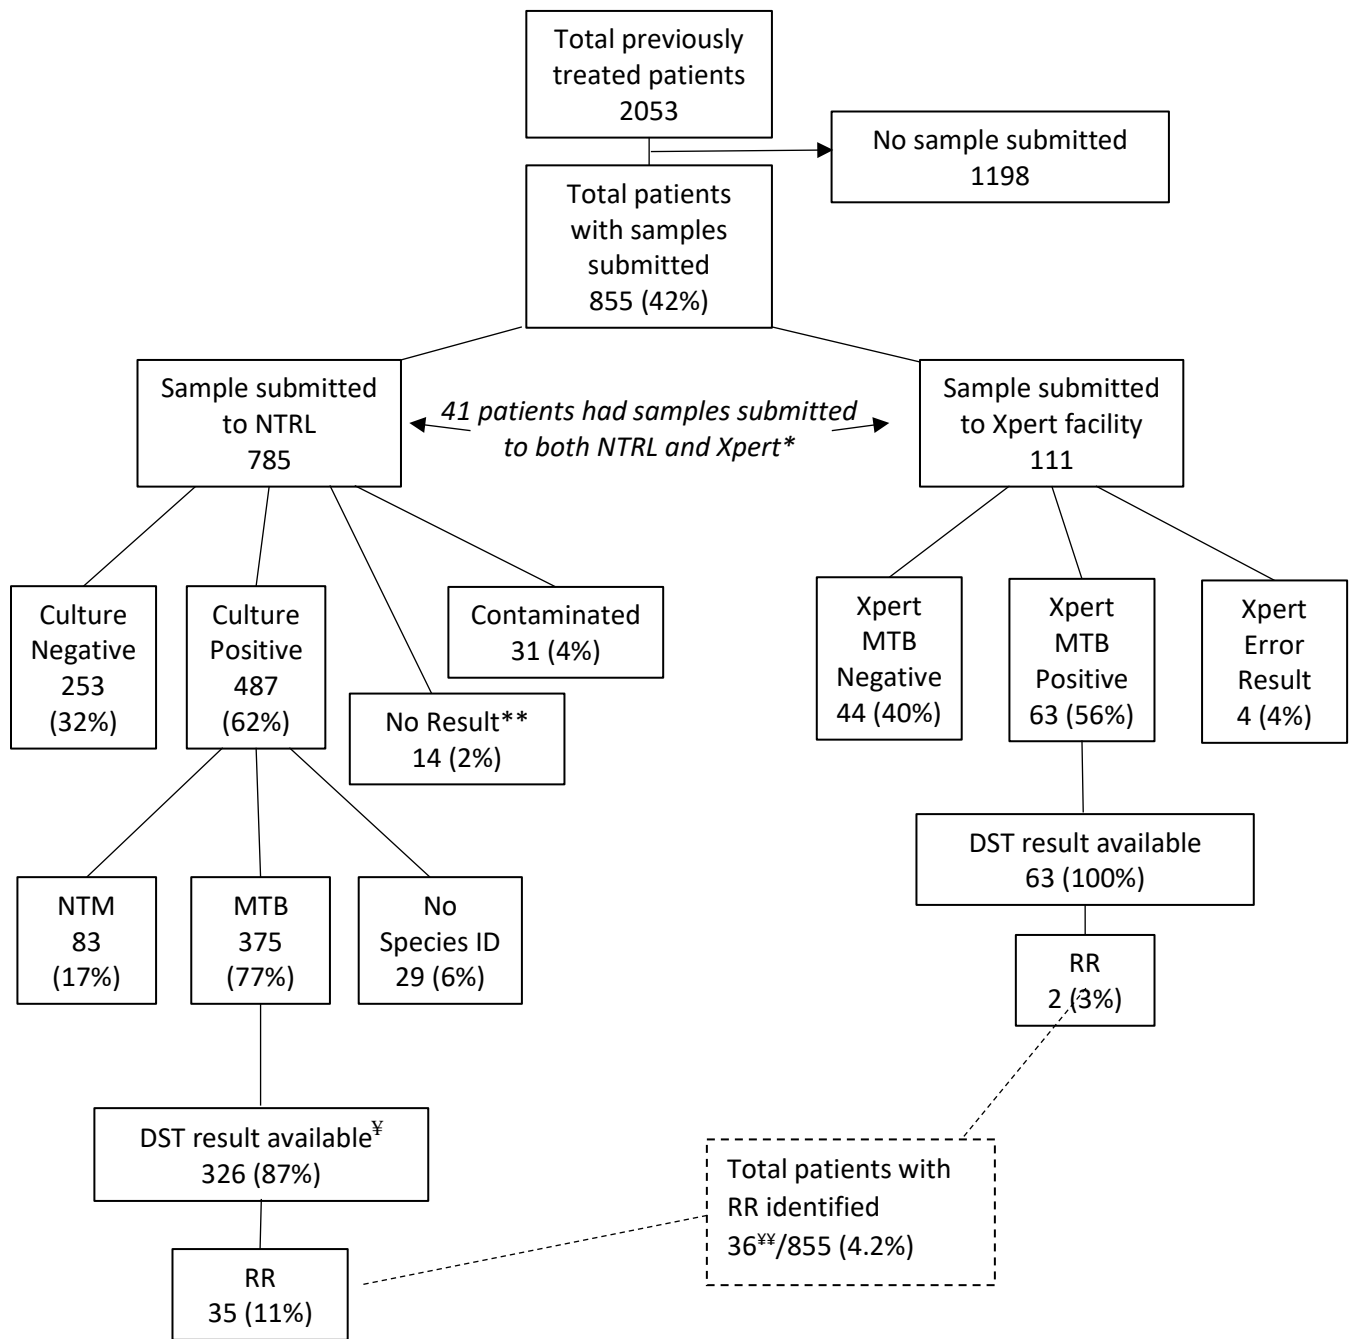 Total previously
treated patients
2053
No sample submitted
1198
Total patients
with samples
submitted
855 (42%)
Sample submitted
to NTRL
785
41 patients had samples submitted
to both NTRL and Xpert*
Sample submitted
to Xpert facility
111
Culture
Negative
253
(32%)
Culture
Positive
487
(62%)
No Result**
14 (2%)
Contaminated
31 (4%)
Xpert
MTB
Negative
44 (40%)
Xpert
MTB
Positive
63 (56%)
Xpert
Error
Result
4 (4%)
NTM
83
(17%)
MTB
375
(77%)
No
Species ID
29 (6%)
DST result available
63 (100%)
RR
2 (3%)
DST result available¥
326 (87%)
RR
35 (11%)
Total patients with
RR identified
36¥¥/855 (4.2%)